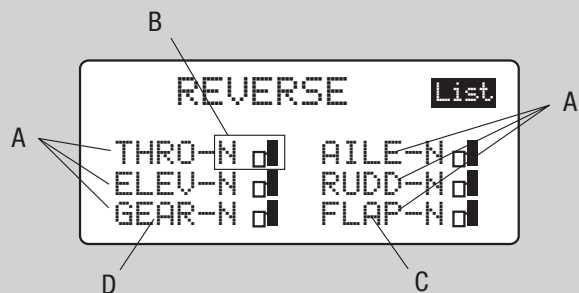 B
REVERSE List
A A
THRO-N AILE-N
ELEV-N RUDD-N
GEAR-N FLAP-N
D C